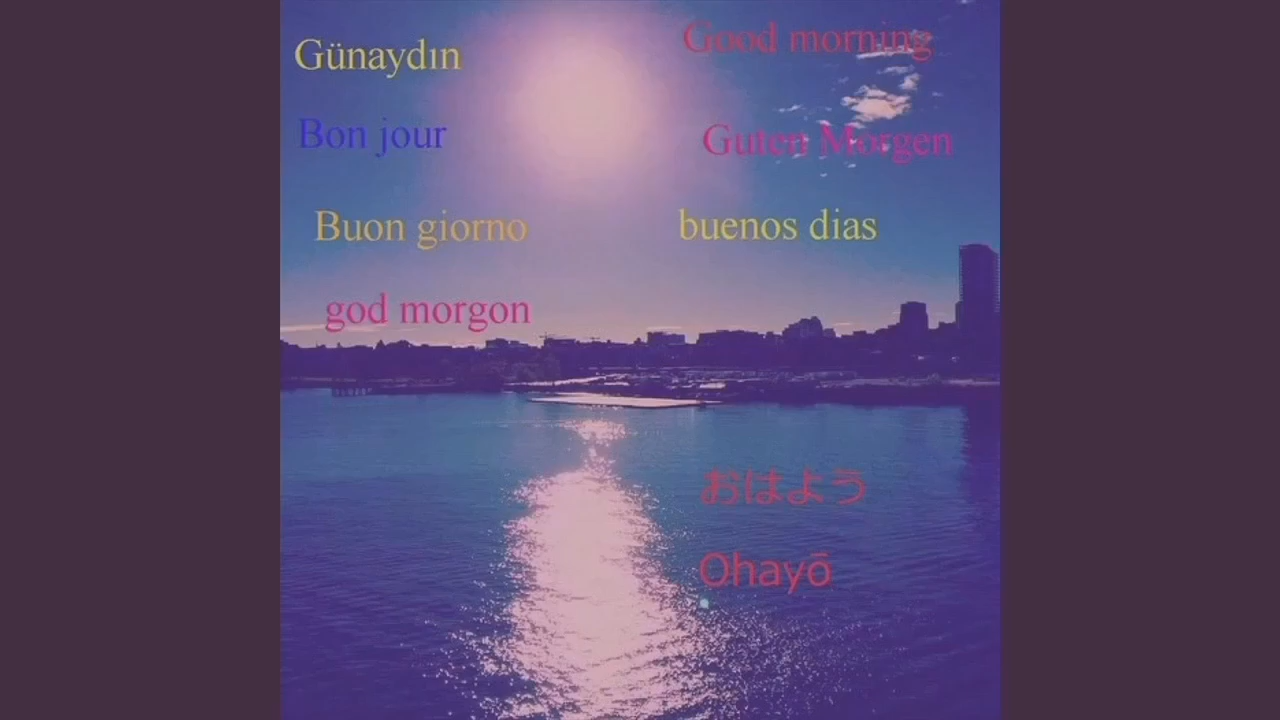 Günaydın
Good morning
Bon jour
Guten Morgen
Buon giorno
buenos dias
god morgon
おはよう
Ohayō